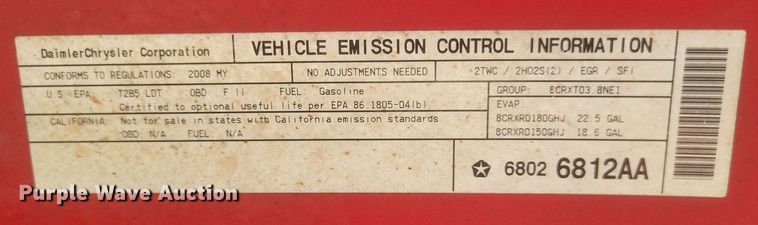 DaimlerChrysler Corporation
VEHICLE EMISSION CONTROL INFORMATION
CONFORMS TO REGULATIONS: 2008 MY
NO ADJUSTMENTS NEEDED
2TWC / 2HO2S(2) / EGR / SFI
U.S. EPA: T2B5 LDT OBD: F II FUEL: Gasoline
Certified to optional useful life per EPA 86.1805-04(b)
CALIFORNIA: Not for sale in states with California emission standards.
OBD: N/A FUEL: N/A
GROUP: 8CRXT03.8NE1
EVAP
8CRXR0180GHJ 22.5 GAL
8CRXR0150GHJ 18.6 GAL
6802 6812AA
Purple Wave Auction